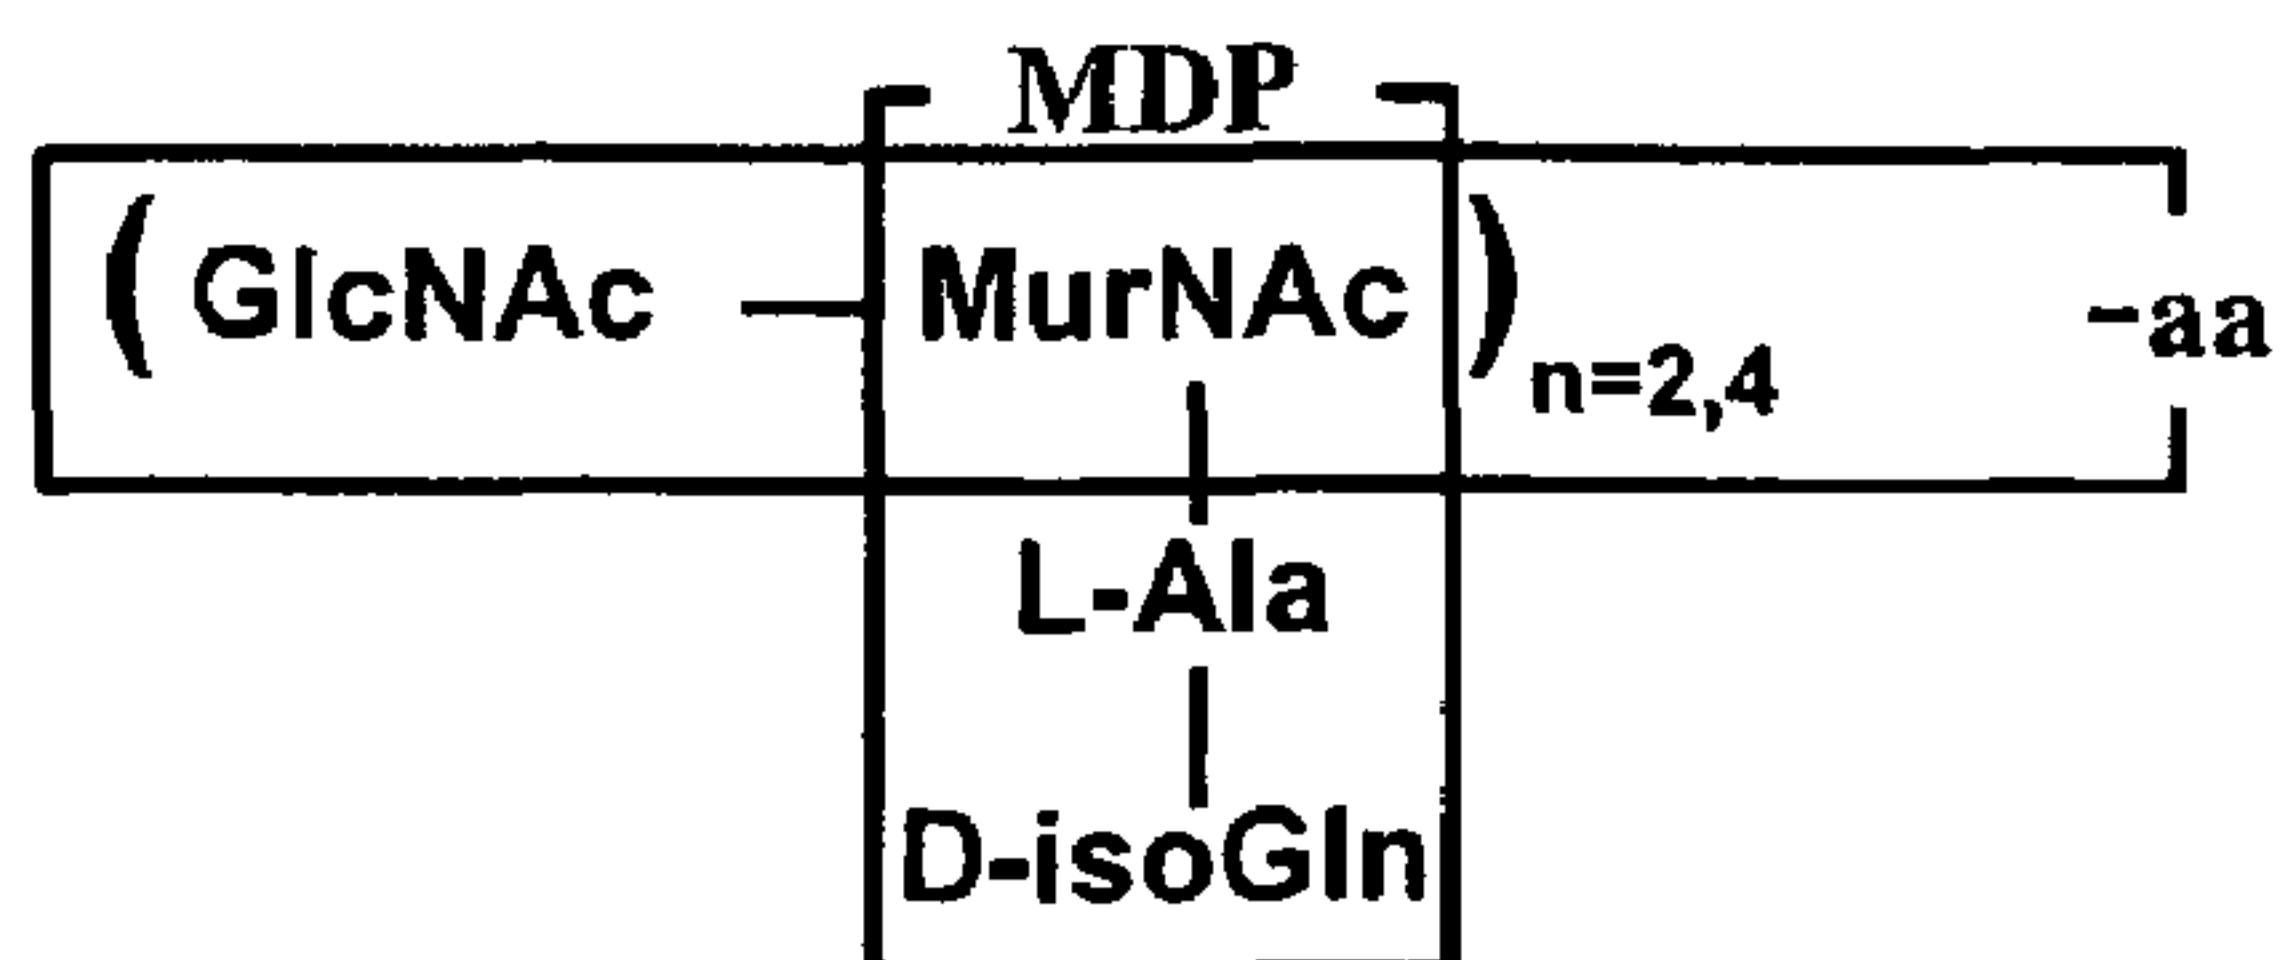 MDP
( GlcNAc — MurNAc )n=2,4 -aa
L-Ala
D-isoGln